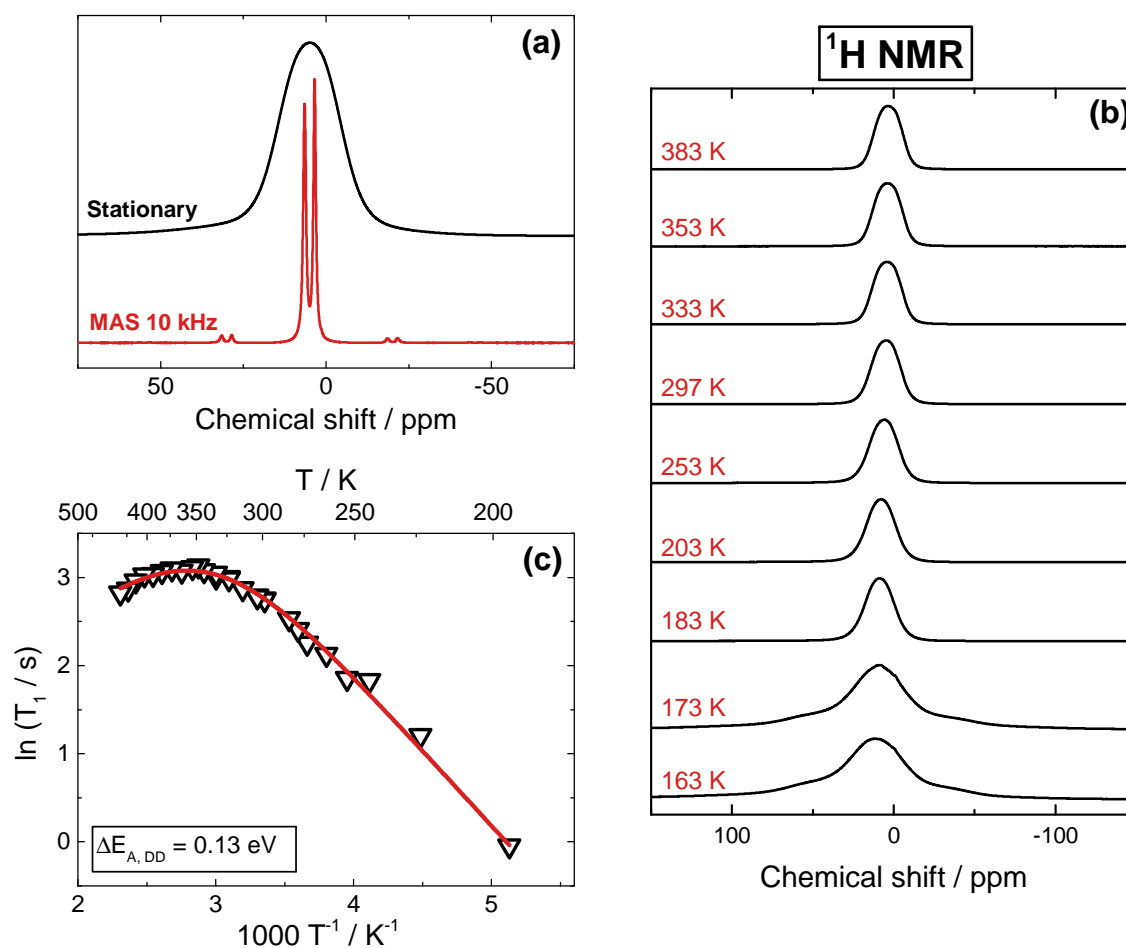 (a)
Stationary
MAS 10 kHz
50 0 -50
Chemical shift / ppm
¹H NMR
(b)
383 K
353 K
333 K
297 K
253 K
203 K
183 K
173 K
163 K
100 0 -100
Chemical shift / ppm
T / K
500 400 350 300 250 200
(c)
3
2
1
0
ln (T₁ / s)
ΔE_A, DD = 0.13 eV
2 3 4 5
1000 T⁻¹ / K⁻¹